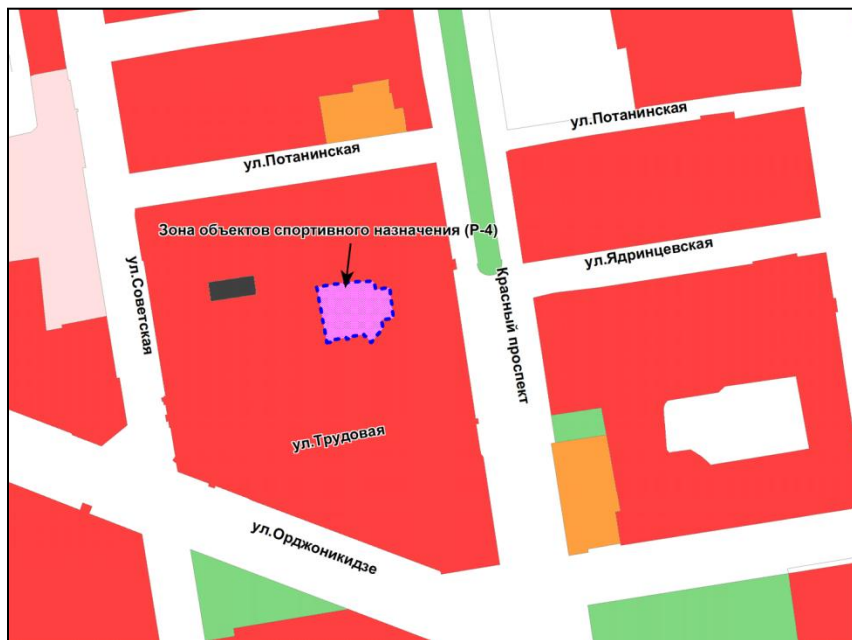 ул.Потанинская
ул.Потанинская
Зона объектов спортивного назначения (Р-4)
ул.Ядринцевская
ул.Советская
Красный проспект
ул.Трудовая
ул.Орджоникидзе